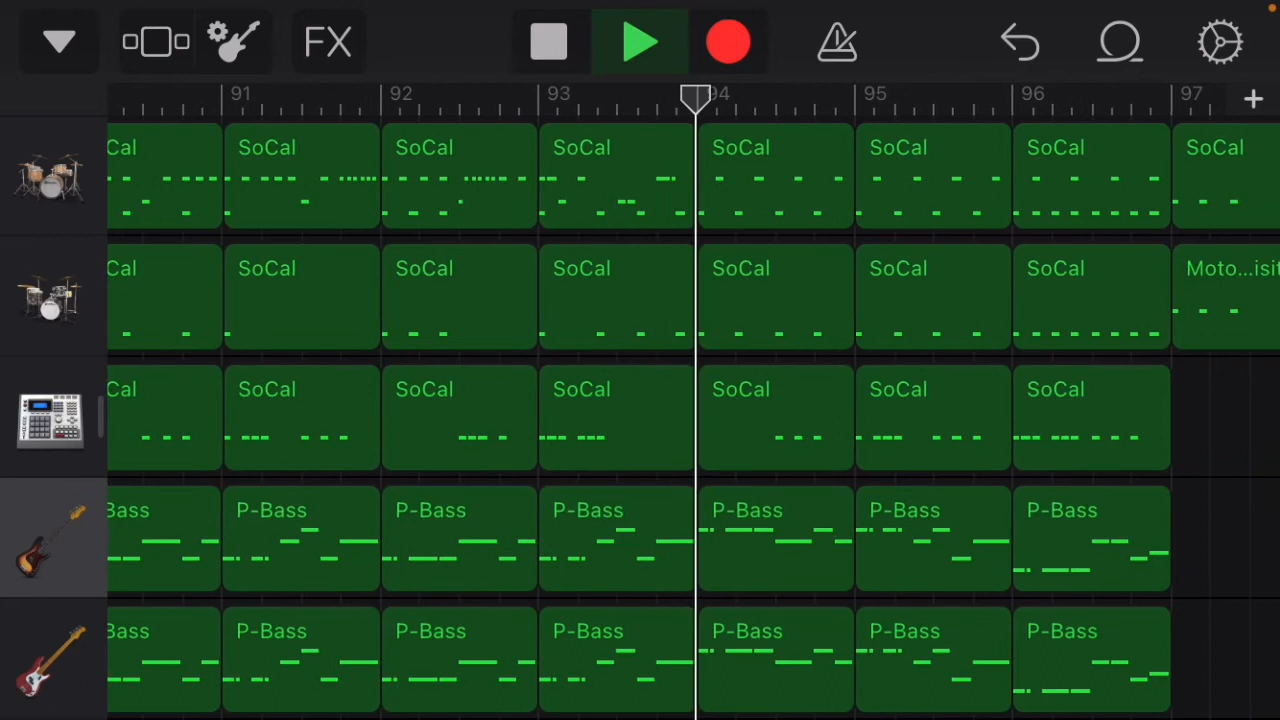 FX
91 92 93 94 95 96 97
Cal SoCal SoCal SoCal SoCal SoCal SoCal SoCal
Cal SoCal SoCal SoCal SoCal SoCal SoCal Moto...isit
Cal SoCal SoCal SoCal SoCal SoCal SoCal
Bass P-Bass P-Bass P-Bass P-Bass P-Bass P-Bass
Bass P-Bass P-Bass P-Bass P-Bass P-Bass P-Bass